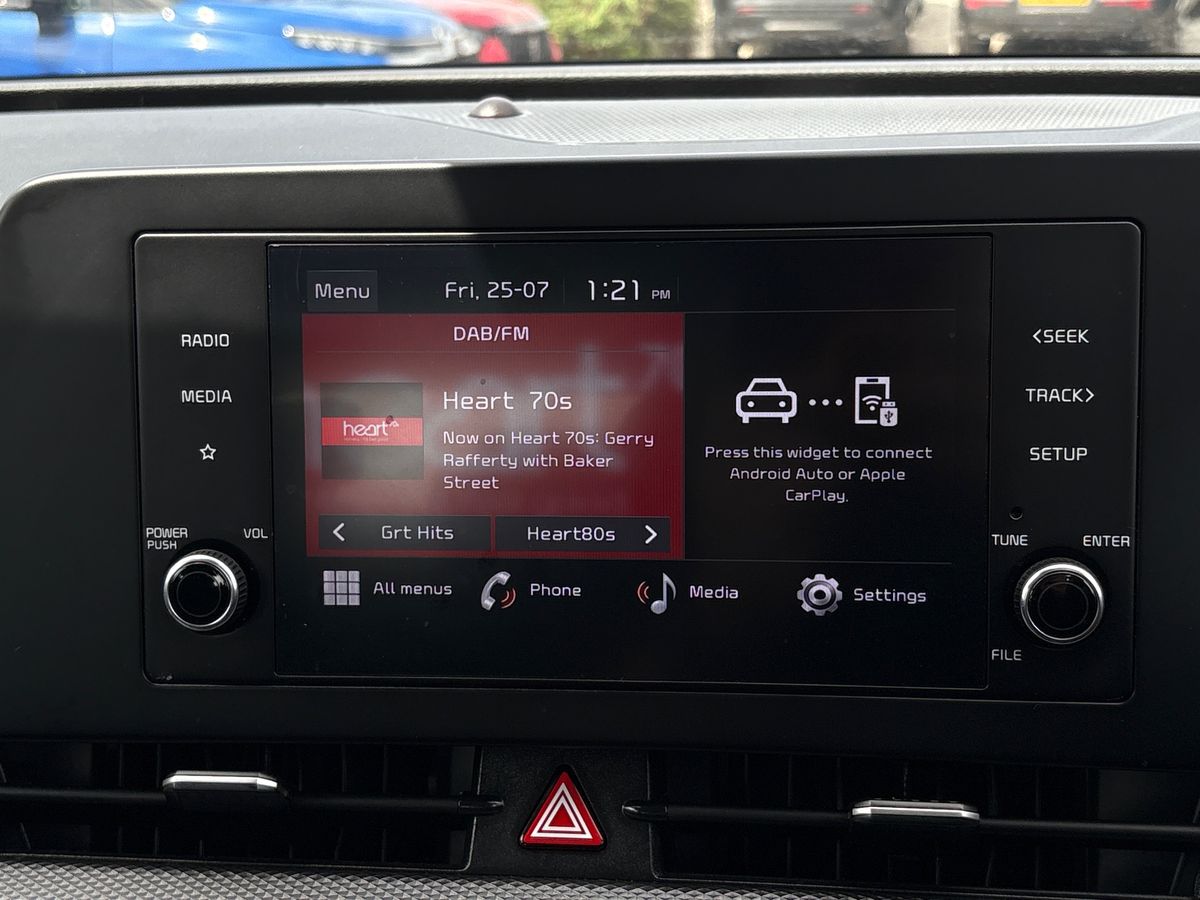 Menu
Fri, 25-07
1:21 PM
DAB/FM
RADIO
MEDIA
POWER
PUSH
VOL
heart
Heart 70s
Now on Heart 70s: Gerry
Rafferty with Baker
Street
Grt Hits
Heart80s
Press this widget to connect
Android Auto or Apple
CarPlay.
All menus
Phone
Media
Settings
<SEEK
TRACK>
SETUP
TUNE
ENTER
FILE